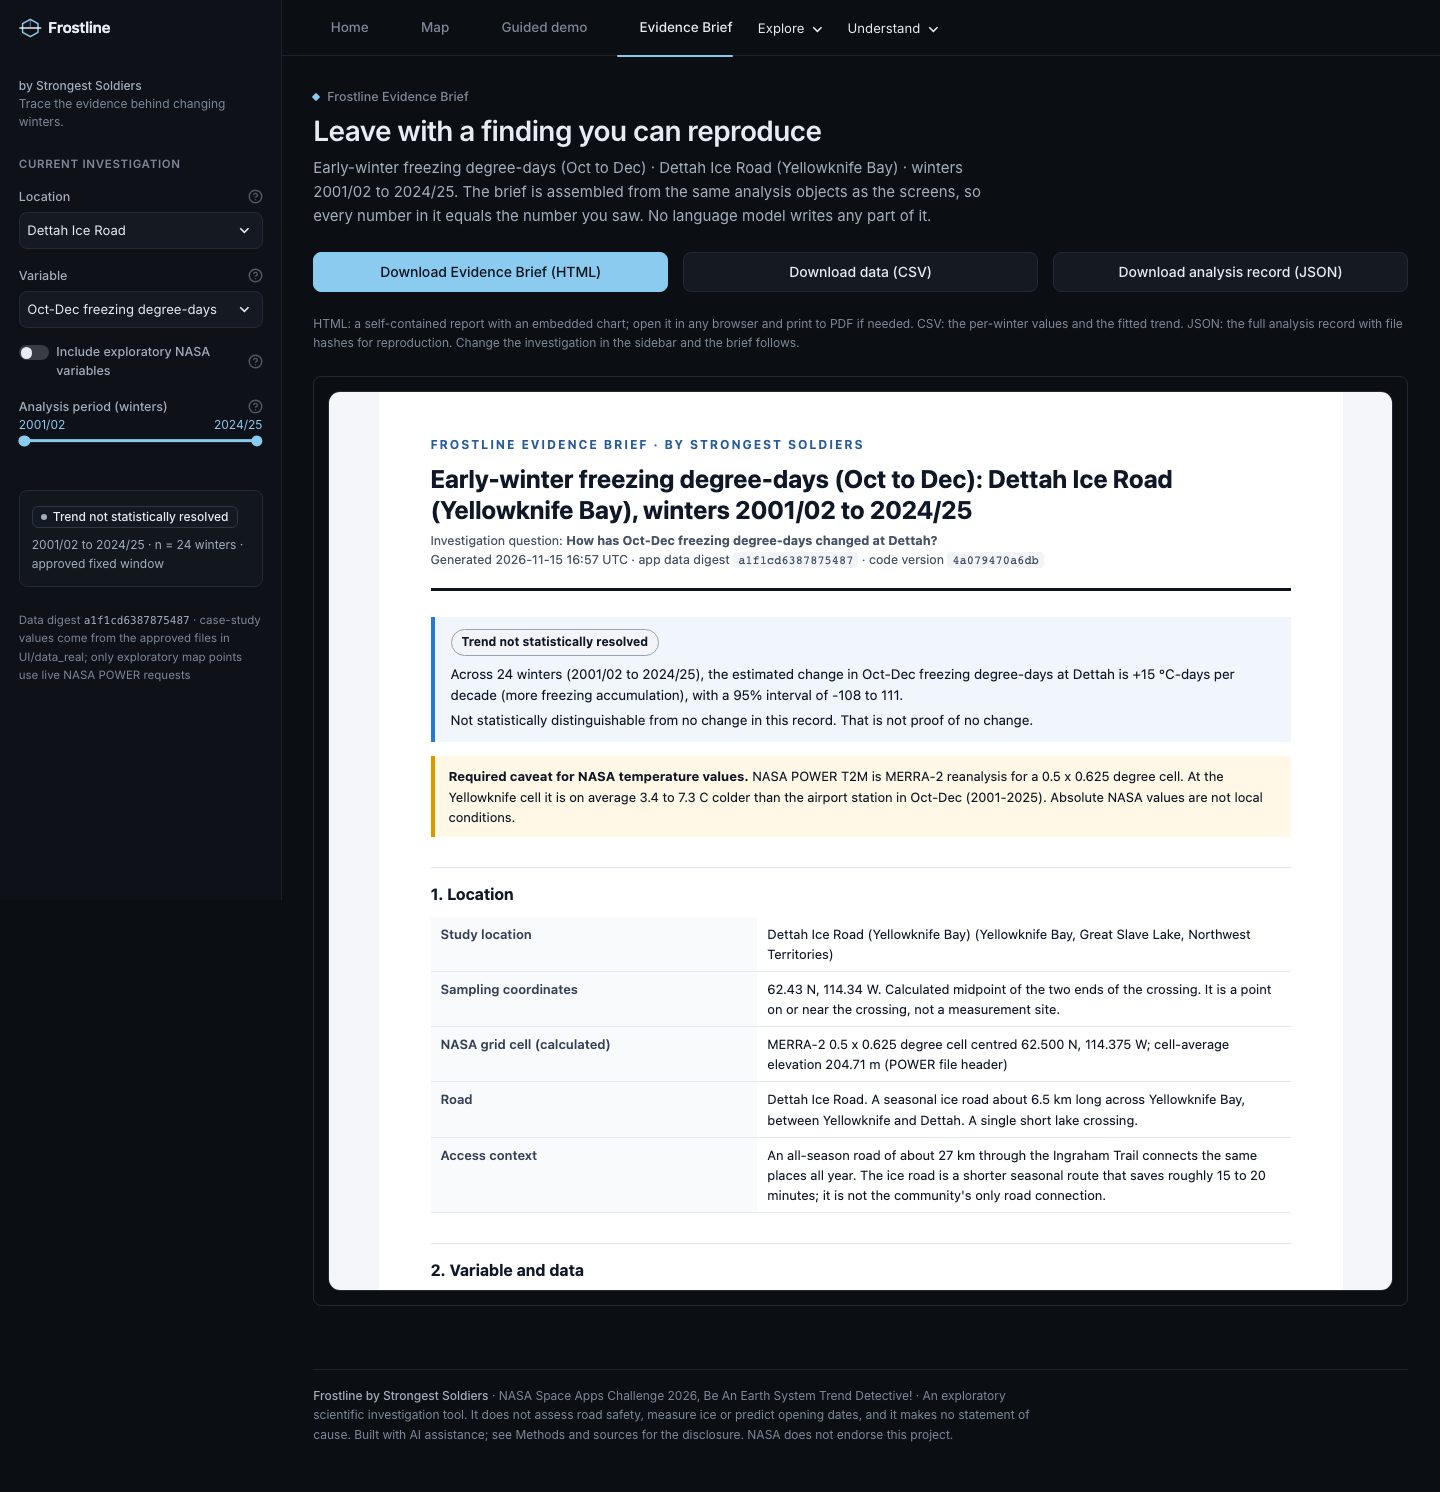 Frostline
by Strongest Soldiers
Trace the evidence behind changing
winters.
CURRENT INVESTIGATION
Location
Dettah Ice Road
Variable
Oct-Dec freezing degree-days
Include exploratory NASA
variables
Analysis period (winters)
2001/02 2024/25
Trend not statistically resolved
2001/02 to 2024/25 · n = 24 winters ·
approved fixed window
Data digest a1f1cd6387875487 · case-study
values come from the approved files in
UI/data_real; only exploratory map points
use live NASA POWER requests
Home Map Guided demo Evidence Brief Explore Understand
Frostline Evidence Brief
Leave with a finding you can reproduce
Early-winter freezing degree-days (Oct to Dec) · Dettah Ice Road (Yellowknife Bay) · winters
2001/02 to 2024/25. The brief is assembled from the same analysis objects as the screens, so
every number in it equals the number you saw. No language model writes any part of it.
Download Evidence Brief (HTML) Download data (CSV) Download analysis record (JSON)
HTML: a self-contained report with an embedded chart; open it in any browser and print to PDF if needed. CSV: the per-winter values and the fitted trend. JSON: the full analysis record with file
hashes for reproduction. Change the investigation in the sidebar and the brief follows.
FROSTLINE EVIDENCE BRIEF · BY STRONGEST SOLDIERS
Early-winter freezing degree-days (Oct to Dec): Dettah Ice Road
(Yellowknife Bay), winters 2001/02 to 2024/25
Investigation question: How has Oct-Dec freezing degree-days changed at Dettah?
Generated 2026-11-15 16:57 UTC · app data digest a1f1cd6387875487 · code version 4a079470a6db
Trend not statistically resolved
Across 24 winters (2001/02 to 2024/25), the estimated change in Oct-Dec freezing degree-days at Dettah is +15 °C-days per
decade (more freezing accumulation), with a 95% interval of -108 to 111.
Not statistically distinguishable from no change in this record. That is not proof of no change.
Required caveat for NASA temperature values. NASA POWER T2M is MERRA-2 reanalysis for a 0.5 x 0.625 degree cell. At the
Yellowknife cell it is on average 3.4 to 7.3 C colder than the airport station in Oct-Dec (2001-2025). Absolute NASA values are not local
conditions.
1. Location
Study location
Dettah Ice Road (Yellowknife Bay) (Yellowknife Bay, Great Slave Lake, Northwest
Territories)
Sampling coordinates
62.43 N, 114.34 W. Calculated midpoint of the two ends of the crossing. It is a point
on or near the crossing, not a measurement site.
NASA grid cell (calculated)
MERRA-2 0.5 x 0.625 degree cell centred 62.500 N, 114.375 W; cell-average
elevation 204.71 m (POWER file header)
Road
Dettah Ice Road. A seasonal ice road about 6.5 km long across Yellowknife Bay,
between Yellowknife and Dettah. A single short lake crossing.
Access context
An all-season road of about 27 km through the Ingraham Trail connects the same
places all year. The ice road is a shorter seasonal route that saves roughly 15 to 20
minutes; it is not the community's only road connection.
2. Variable and data
Frostline by Strongest Soldiers · NASA Space Apps Challenge 2026, Be An Earth System Trend Detective! · An exploratory
scientific investigation tool. It does not assess road safety, measure ice or predict opening dates, and it makes no statement of
cause. Built with AI assistance; see Methods and sources for the disclosure. NASA does not endorse this project.